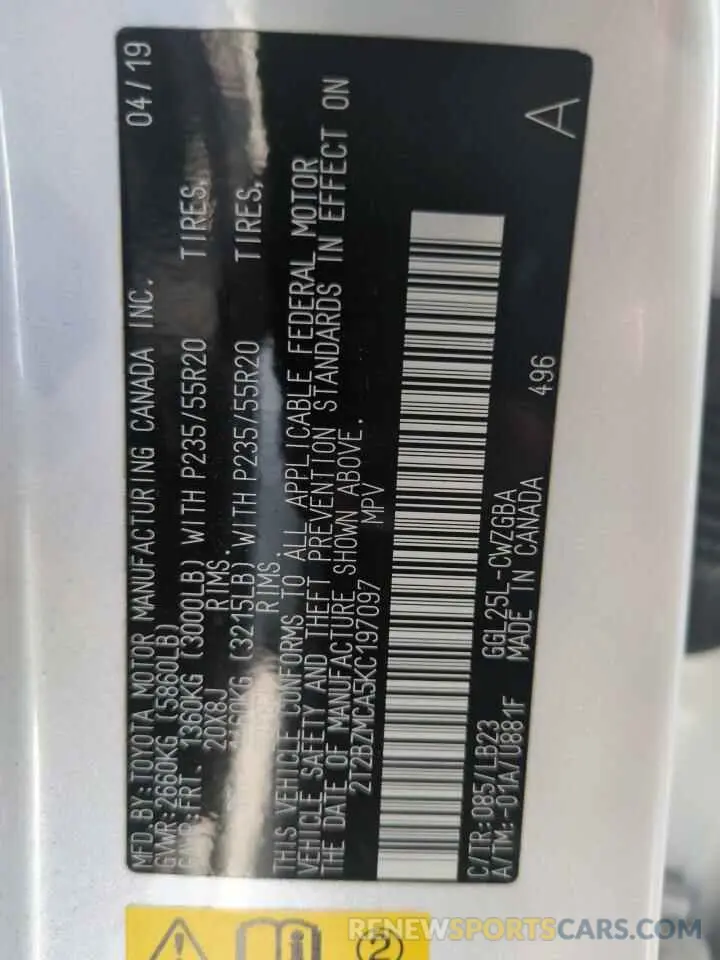 MFD. BY: TOYOTA MOTOR MANUFACTURING CANADA INC. 04/19
GVWR: 2660KG (5860LB)
GAWR: FRT 1360KG (3000LB) WITH P235/55R20 TIRES,
20X8J RIMS.
(3215LB) WITH P235/55R20 TIRES,
RIMS.
THIS VEHICLE CONFORMS TO ALL APPLICABLE FEDERAL MOTOR
VEHICLE SAFETY AND THEFT PREVENTION STANDARDS IN EFFECT ON
THE DATE OF MANUFACTURE SHOWN ABOVE.
2T2BZMCA5KC197097 MPV
C/TR: 085/LB23 GGL25L-CWZGBA
A/TM: -01A/U881F MADE IN CANADA 496
A
2
RENEWSPORTSCARS.COM